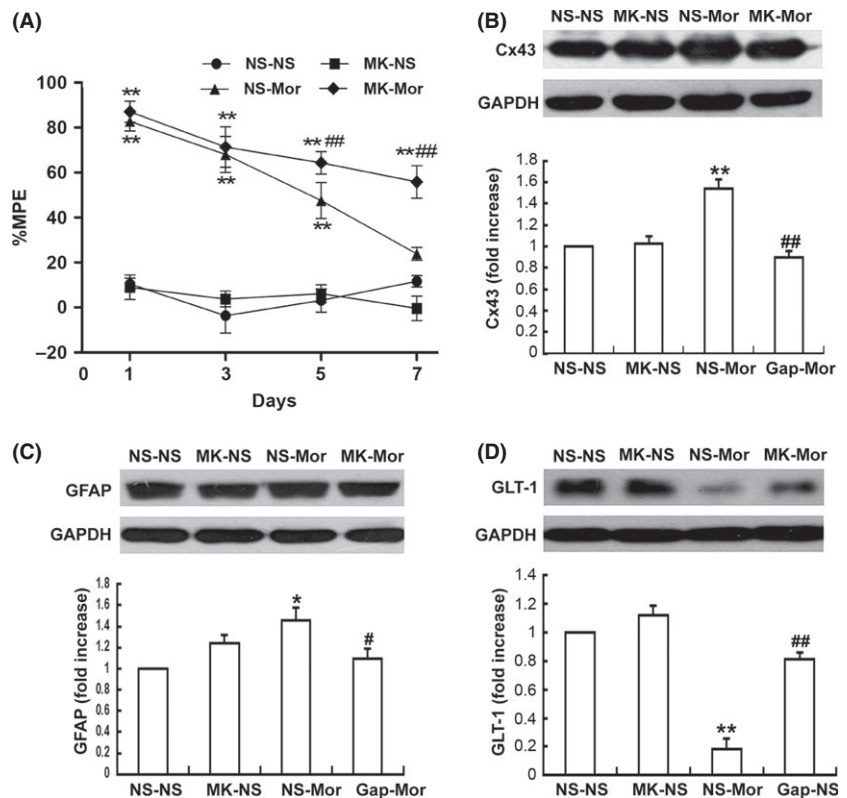 (A)
NS-NS MK-NS
NS-Mor MK-Mor
100
80
60
40
20
0
–20
%MPE
** ** ** ** **## ** **##
0 1 3 5 7
Days
(B)
NS-NS MK-NS NS-Mor MK-Mor
Cx43
GAPDH
1.8
1.6
1.4
1.2
1
0.8
0.6
0.4
0.2
0
Cx43 (fold increase)
** ##
NS-NS MK-NS NS-Mor Gap-Mor
(C)
NS-NS MK-NS NS-Mor MK-Mor
GFAP
GAPDH
1.8
1.6
1.4
1.2
1
0.8
0.6
0.4
0.2
0
GFAP (fold increase)
* #
NS-NS MK-NS NS-Mor Gap-Mor
(D)
NS-NS MK-NS NS-Mor MK-Mor
GLT-1
GAPDH
1.4
1.2
1
0.8
0.6
0.4
0.2
0
GLT-1 (fold increase)
** ##
NS-NS MK-NS NS-Mor Gap-NS